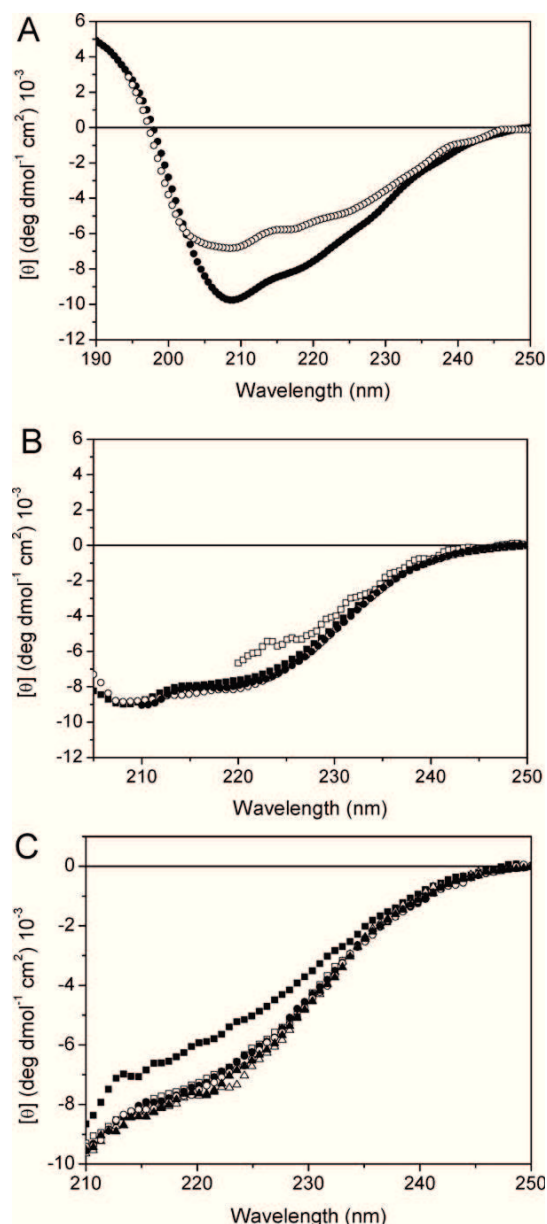 A
6
4
2
0
-2
-4
-6
-8
-10
-12
[θ] (deg dmol⁻¹ cm²) 10⁻³
190 200 210 220 230 240 250
Wavelength (nm)
B
6
4
2
0
-2
-4
-6
-8
-10
-12
[θ] (deg dmol⁻¹ cm²) 10⁻³
210 220 230 240 250
Wavelength (nm)
C
0
-2
-4
-6
-8
-10
[θ] (deg dmol⁻¹ cm²) 10⁻³
210 220 230 240 250
Wavelength (nm)